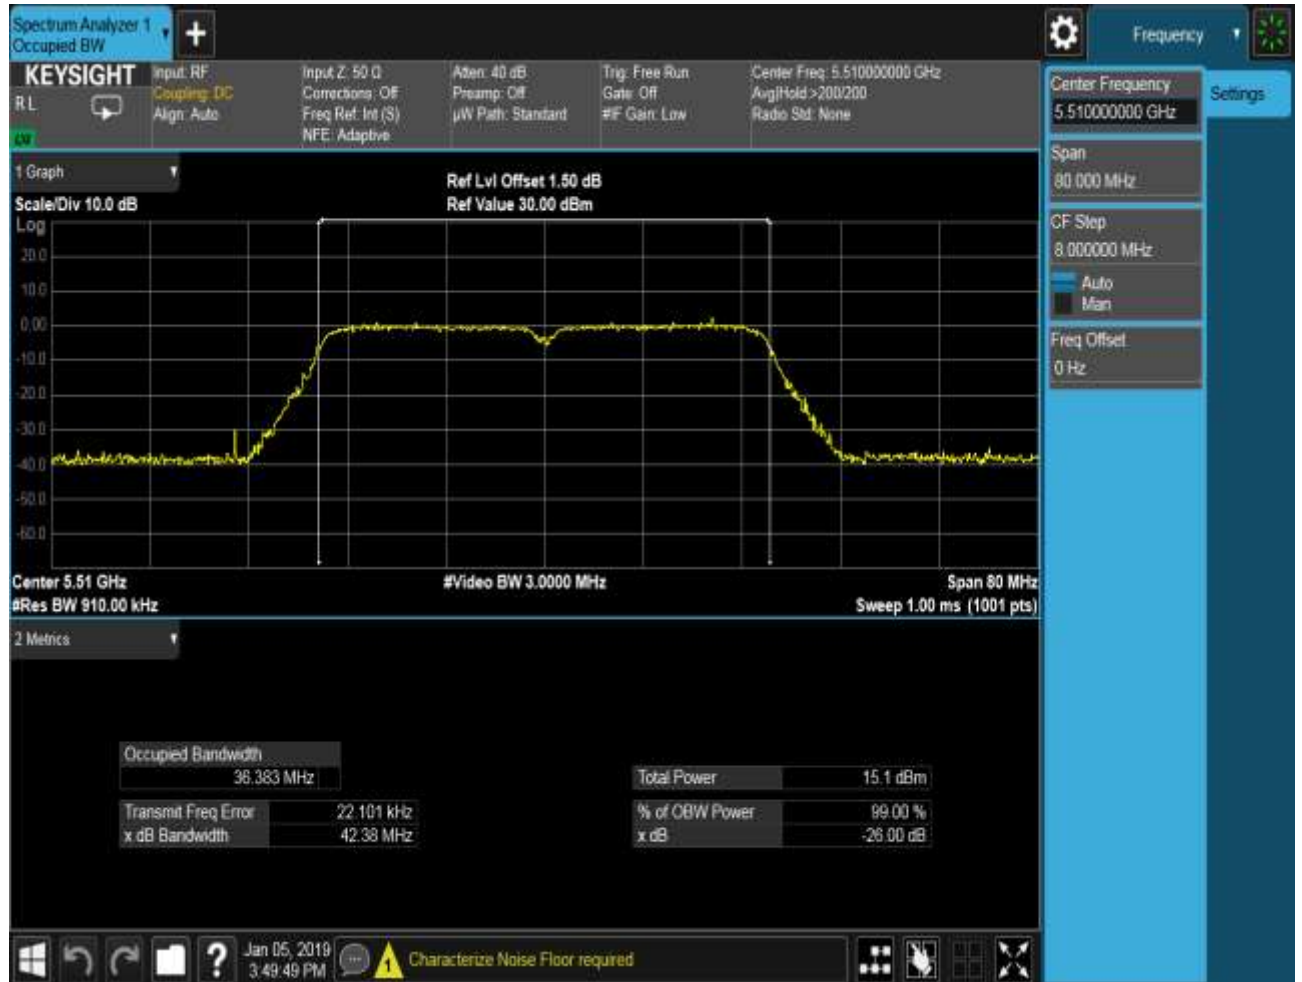 Spectrum Analyzer 1
Occupied BW
+
Frequency
KEYSIGHT
RL
Input: RF
Coupling: DC
Align: Auto
Input Z: 50 Ω
Corrections: Off
Freq Ref: Int (S)
NFE: Adaptive
Atten: 40 dB
Preamp: Off
µW Path: Standard
Trig: Free Run
Gate: Off
#IF Gain: Low
Center Freq: 5.510000000 GHz
Avg|Hold:>200/200
Radio Std: None
Center Frequency
5.510000000 GHz
Settings
Span
80.000 MHz
CF Step
8.000000 MHz
Auto
Man
Freq Offset
0 Hz
1 Graph
Scale/Div 10.0 dB
Ref Lvl Offset 1.50 dB
Ref Value 30.00 dBm
Log
20.0
10.0
0.00
-10.0
-20.0
-30.0
-40.0
-50.0
-60.0
Center 5.51 GHz
#Video BW 3.0000 MHz
Span 80 MHz
#Res BW 910.00 kHz
Sweep 1.00 ms (1001 pts)
2 Metrics
Occupied Bandwidth
36.383 MHz
Total Power 15.1 dBm
Transmit Freq Error 22.101 kHz
% of OBW Power 99.00 %
x dB Bandwidth 42.38 MHz
x dB -26.00 dB
?
Jan 05, 2019
3:49:49 PM
1
Characterize Noise Floor required